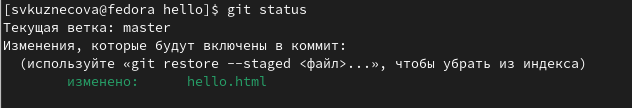 [svkuznecova@fedora hello]$ git status
Текущая ветка: master
Изменения, которые будут включены в коммит:
(используйте «git restore --staged <файл>...», чтобы убрать из индекса)
изменено: hello.html